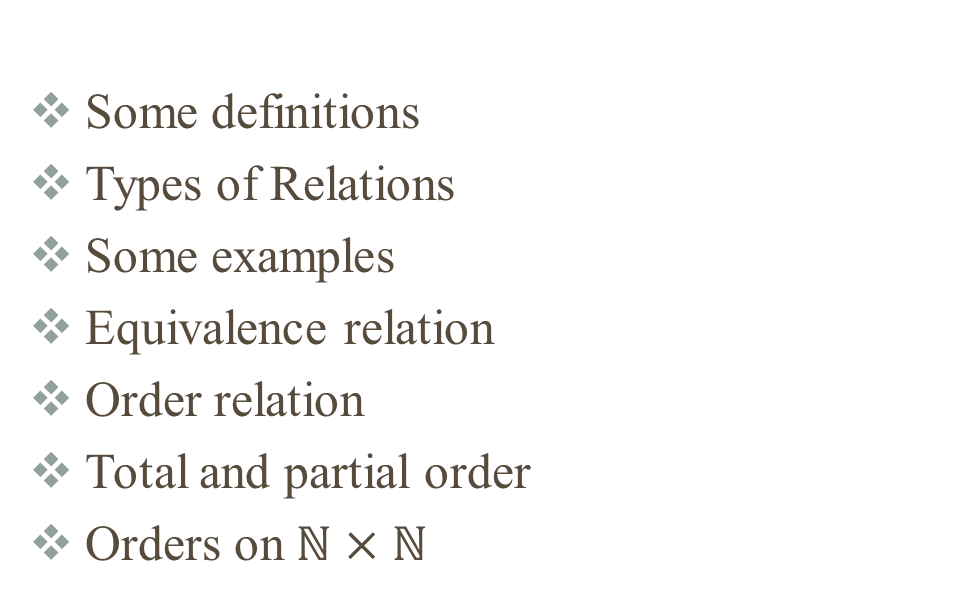 ❖ Some definitions
❖ Types of Relations
❖ Some examples
❖ Equivalence relation
❖ Order relation
❖ Total and partial order
❖ Orders on ℕ × ℕ